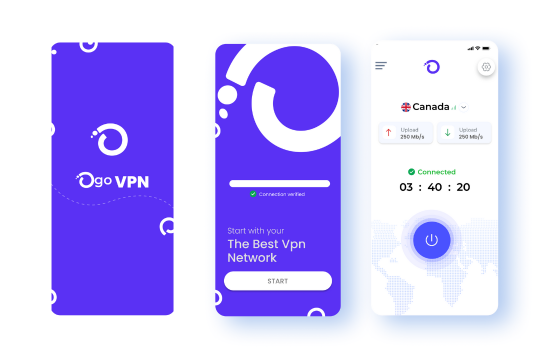 Ogo VPN
Connection verified
Start with your
The Best Vpn
Network
START
Canada
Upload
250 Mb/s
Upload
250 Mb/s
Connected
03 : 40 : 20